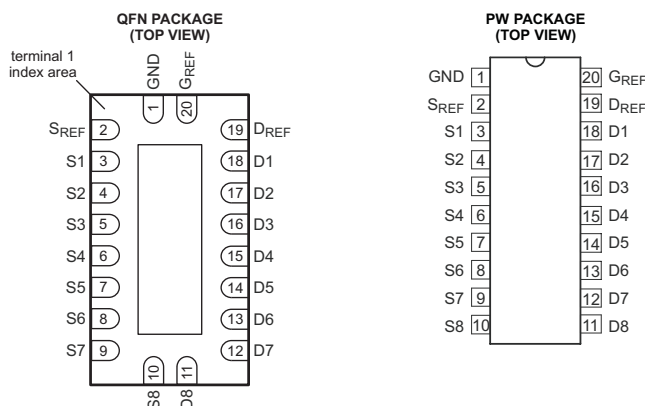 QFN PACKAGE
(TOP VIEW)
terminal 1
index area
GND
GREF
1
20
SREF 2
19 DREF
S1 3
18 D1
S2 4
17 D2
S3 5
16 D3
S4 6
15 D4
S5 7
14 D5
S6 8
13 D6
S7 9
12 D7
10
11
S8
D8
PW PACKAGE
(TOP VIEW)
GND 1
20 GREF
SREF 2
19 DREF
S1 3
18 D1
S2 4
17 D2
S3 5
16 D3
S4 6
15 D4
S5 7
14 D5
S6 8
13 D6
S7 9
12 D7
S8 10
11 D8